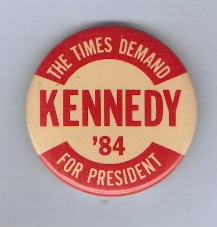 THE TIMES DEMAND
KENNEDY
'84
FOR PRESIDENT